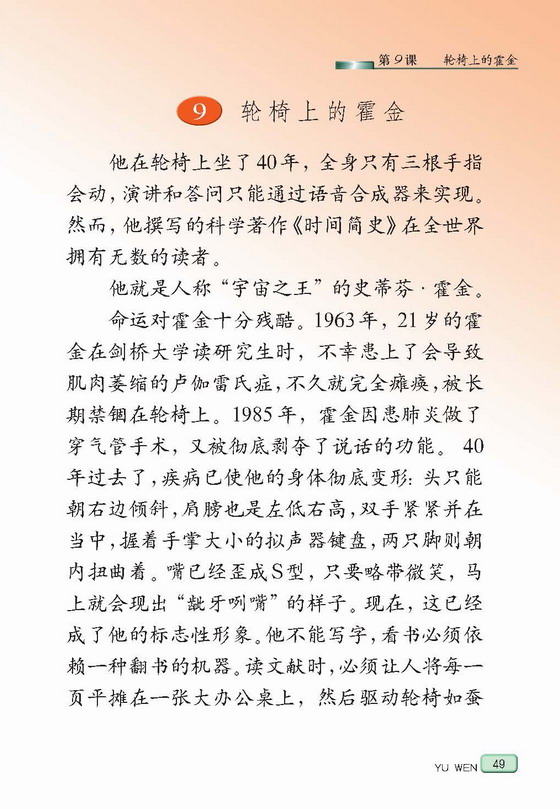 第9课 轮椅上的霍金
9 轮椅上的霍金
他在轮椅上坐了40年，全身只有三根手指
会动，演讲和答问只能通过语音合成器来实现。
然而，他撰写的科学著作《时间简史》在全世界
拥有无数的读者。
他就是人称“宇宙之王”的史蒂芬·霍金。
命运对霍金十分残酷。1963年，21岁的霍
金在剑桥大学读研究生时，不幸患上了会导致
肌肉萎缩的卢伽雷氏症，不久就完全瘫痪，被长
期禁锢在轮椅上。1985年，霍金因患肺炎做了
穿气管手术，又被彻底剥夺了说话的功能。40
年过去了，疾病已使他的身体彻底变形：头只能
朝右边倾斜，肩膀也是左低右高，双手紧紧并在
当中，握着手掌大小的拟声器键盘，两只脚则朝
内扭曲着。嘴已经歪成S型，只要略带微笑，马
上就会现出“龇牙咧嘴”的样子。现在，这已经
成了他的标志性形象。他不能写字，看书必须依
赖一种翻书的机器。读文献时，必须让人将每一
页平摊在一张大办公桌上，然后驱动轮椅如蚕
YU WEN 49